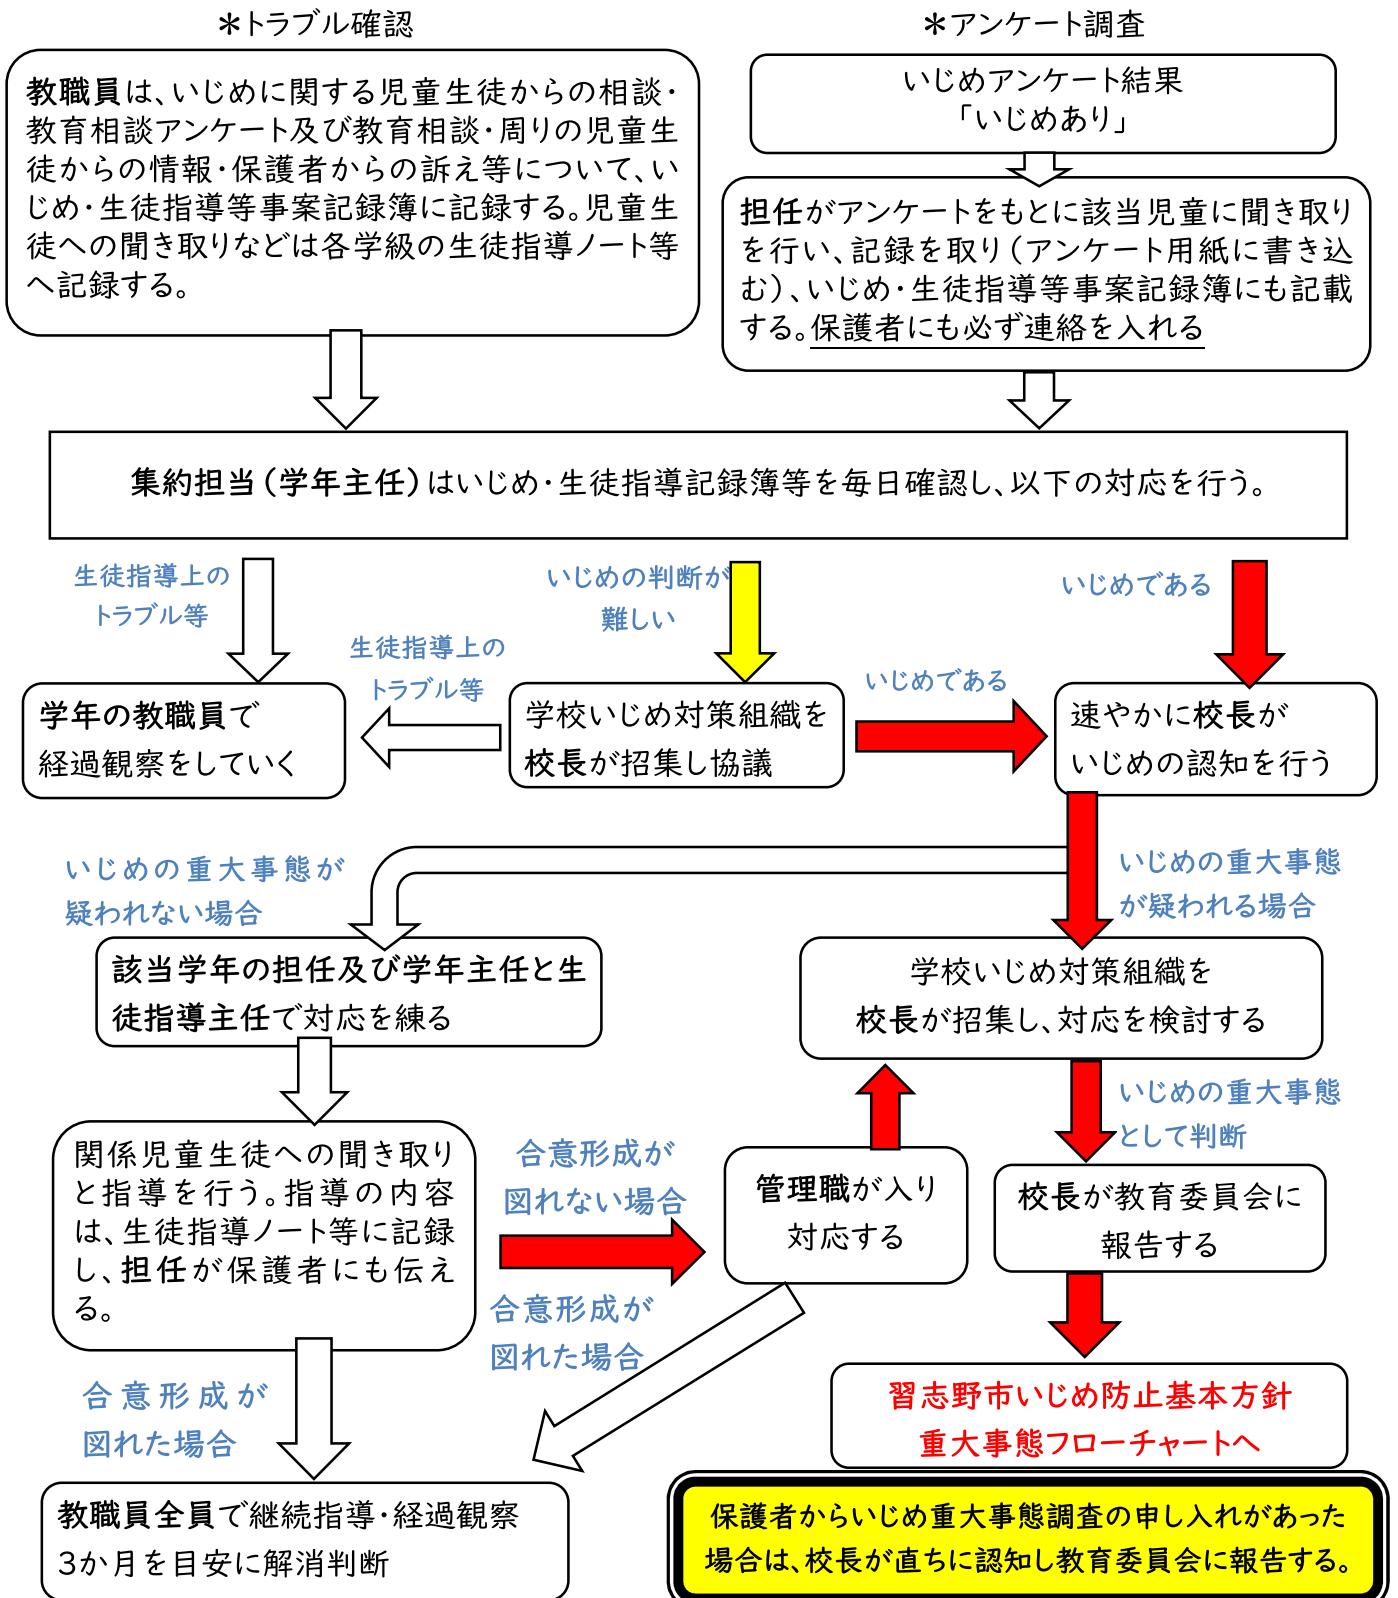 ＊トラブル確認
教職員は、いじめに関する児童生徒からの相談・
教育相談アンケート及び教育相談・周りの児童生
徒からの情報・保護者からの訴え等について、い
じめ・生徒指導等事案記録簿に記録する。児童生
徒への聞き取りなどは各学級の生徒指導ノート等
へ記録する。
＊アンケート調査
いじめアンケート結果
「いじめあり」
担任がアンケートをもとに該当児童に聞き取り
を行い、記録を取り（アンケート用紙に書き込
む）、いじめ・生徒指導等事案記録簿にも記載
する。保護者にも必ず連絡を入れる
集約担当（学年主任）はいじめ・生徒指導記録簿等を毎日確認し、以下の対応を行う。
生徒指導上の
トラブル等
いじめの判断が
難しい
いじめである
生徒指導上の
トラブル等
いじめである
学年の教職員で
経過観察をしていく
学校いじめ対策組織を
校長が招集し協議
速やかに校長が
いじめの認知を行う
いじめの重大事態が
疑われない場合
いじめの重大事態
が疑われる場合
該当学年の担任及び学年主任と生
徒指導主任で対応を練る
学校いじめ対策組織を
校長が招集し、対応を検討する
いじめの重大事態
として判断
関係児童生徒への聞き取り
と指導を行う。指導の内容
は、生徒指導ノート等に記録
し、担任が保護者にも伝え
る。
合意形成が
図れない場合
管理職が入り
対応する
校長が教育委員会に
報告する
合意形成が
図れた場合
合意形成が
図れた場合
習志野市いじめ防止基本方針
重大事態フローチャートへ
教職員全員で継続指導・経過観察
３か月を目安に解消判断
保護者からいじめ重大事態調査の申し入れがあった
場合は、校長が直ちに認知し教育委員会に報告する。